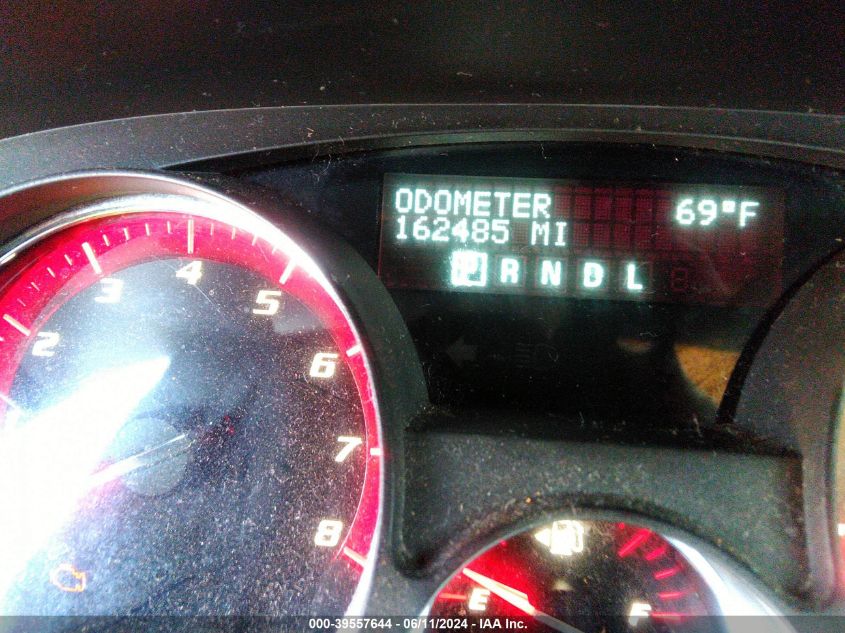 ODOMETER 69°F
162485 MI
P R N D L
2 3 4 5 6 7 8
E F
000-39557644 - 06/11/2024 - IAA Inc.